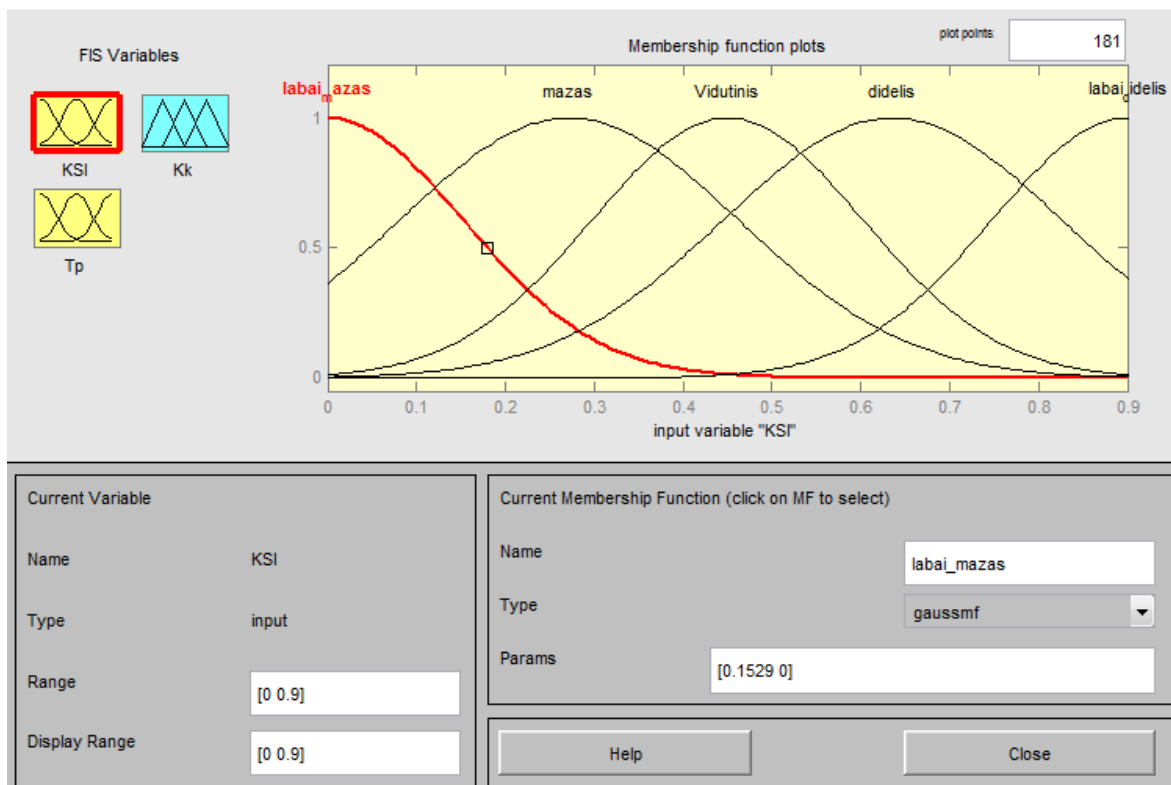 FIS Variables
KSI
Kk
Tp
Membership function plots
plot points:
181
labai_mazas
mazas
Vidutinis
didelis
labai_didelis
1
0.5
0
0 0.1 0.2 0.3 0.4 0.5 0.6 0.7 0.8 0.9
input variable "KSI"
Current Variable
Name KSI
Type input
Range [0 0.9]
Display Range [0 0.9]
Current Membership Function (click on MF to select)
Name labai_mazas
Type gaussmf
Params [0.1529 0]
Help
Close